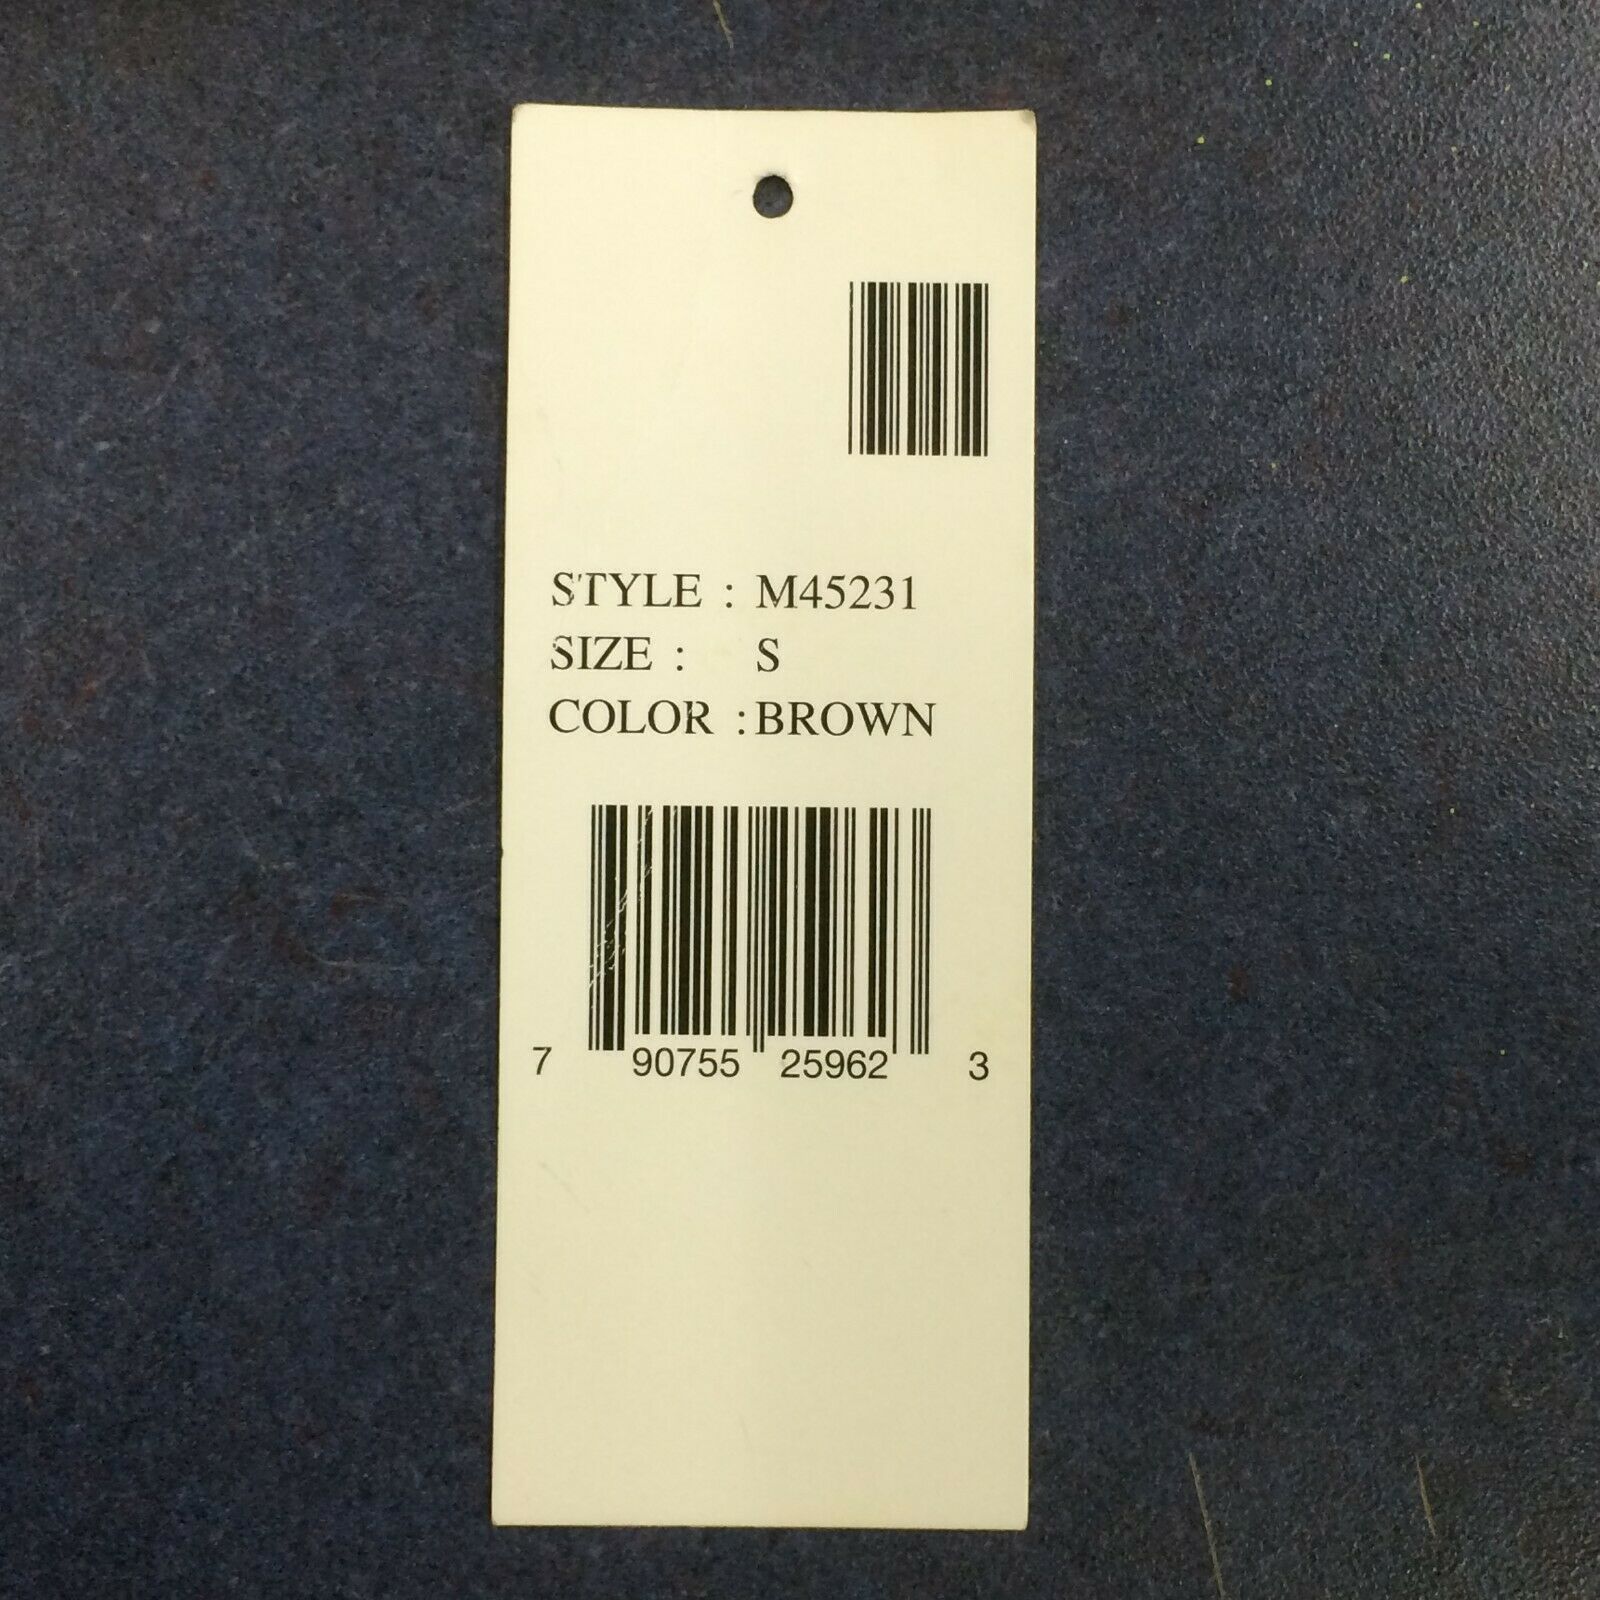 STYLE : M45231
SIZE : S
COLOR : BROWN
7 90755 25962 3